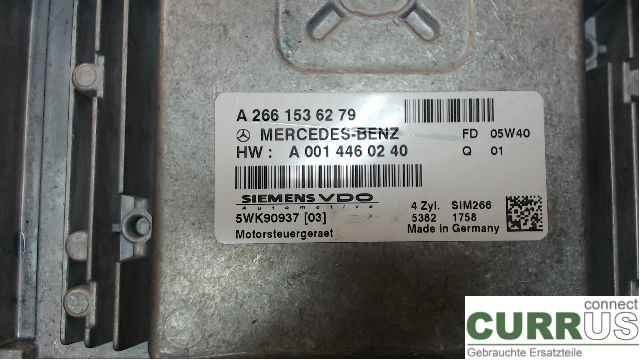 A 266 153 62 79
MERCEDES-BENZ FD 05W40
HW : A 001 446 02 40 Q 01
SIEMENS VDO
Automotive 4 Zyl. SIM266
5WK90937 [03] 5382 1758
Motorsteuergeraet Made in Germany
connect
CURRUS
Gebrauchte Ersatzteile